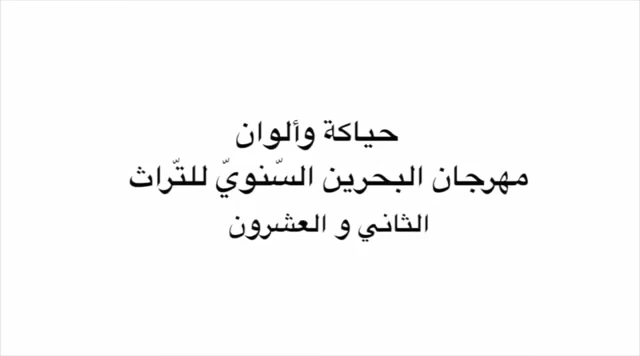 حياكة وألوان
مهرجان البحرين السّنويّ للتّراث
الثاني و العشرون